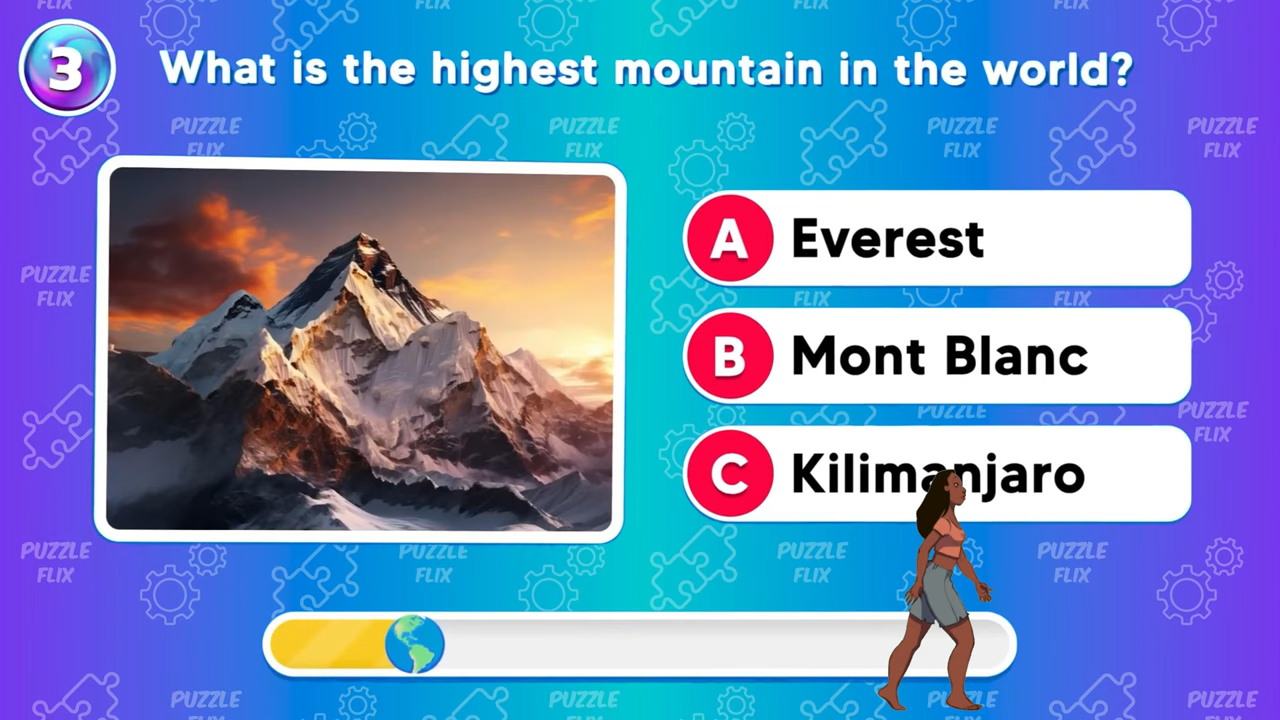 3
What is the highest mountain in the world?
A Everest
B Mont Blanc
C Kilimanjaro
PUZZLE
FLIX